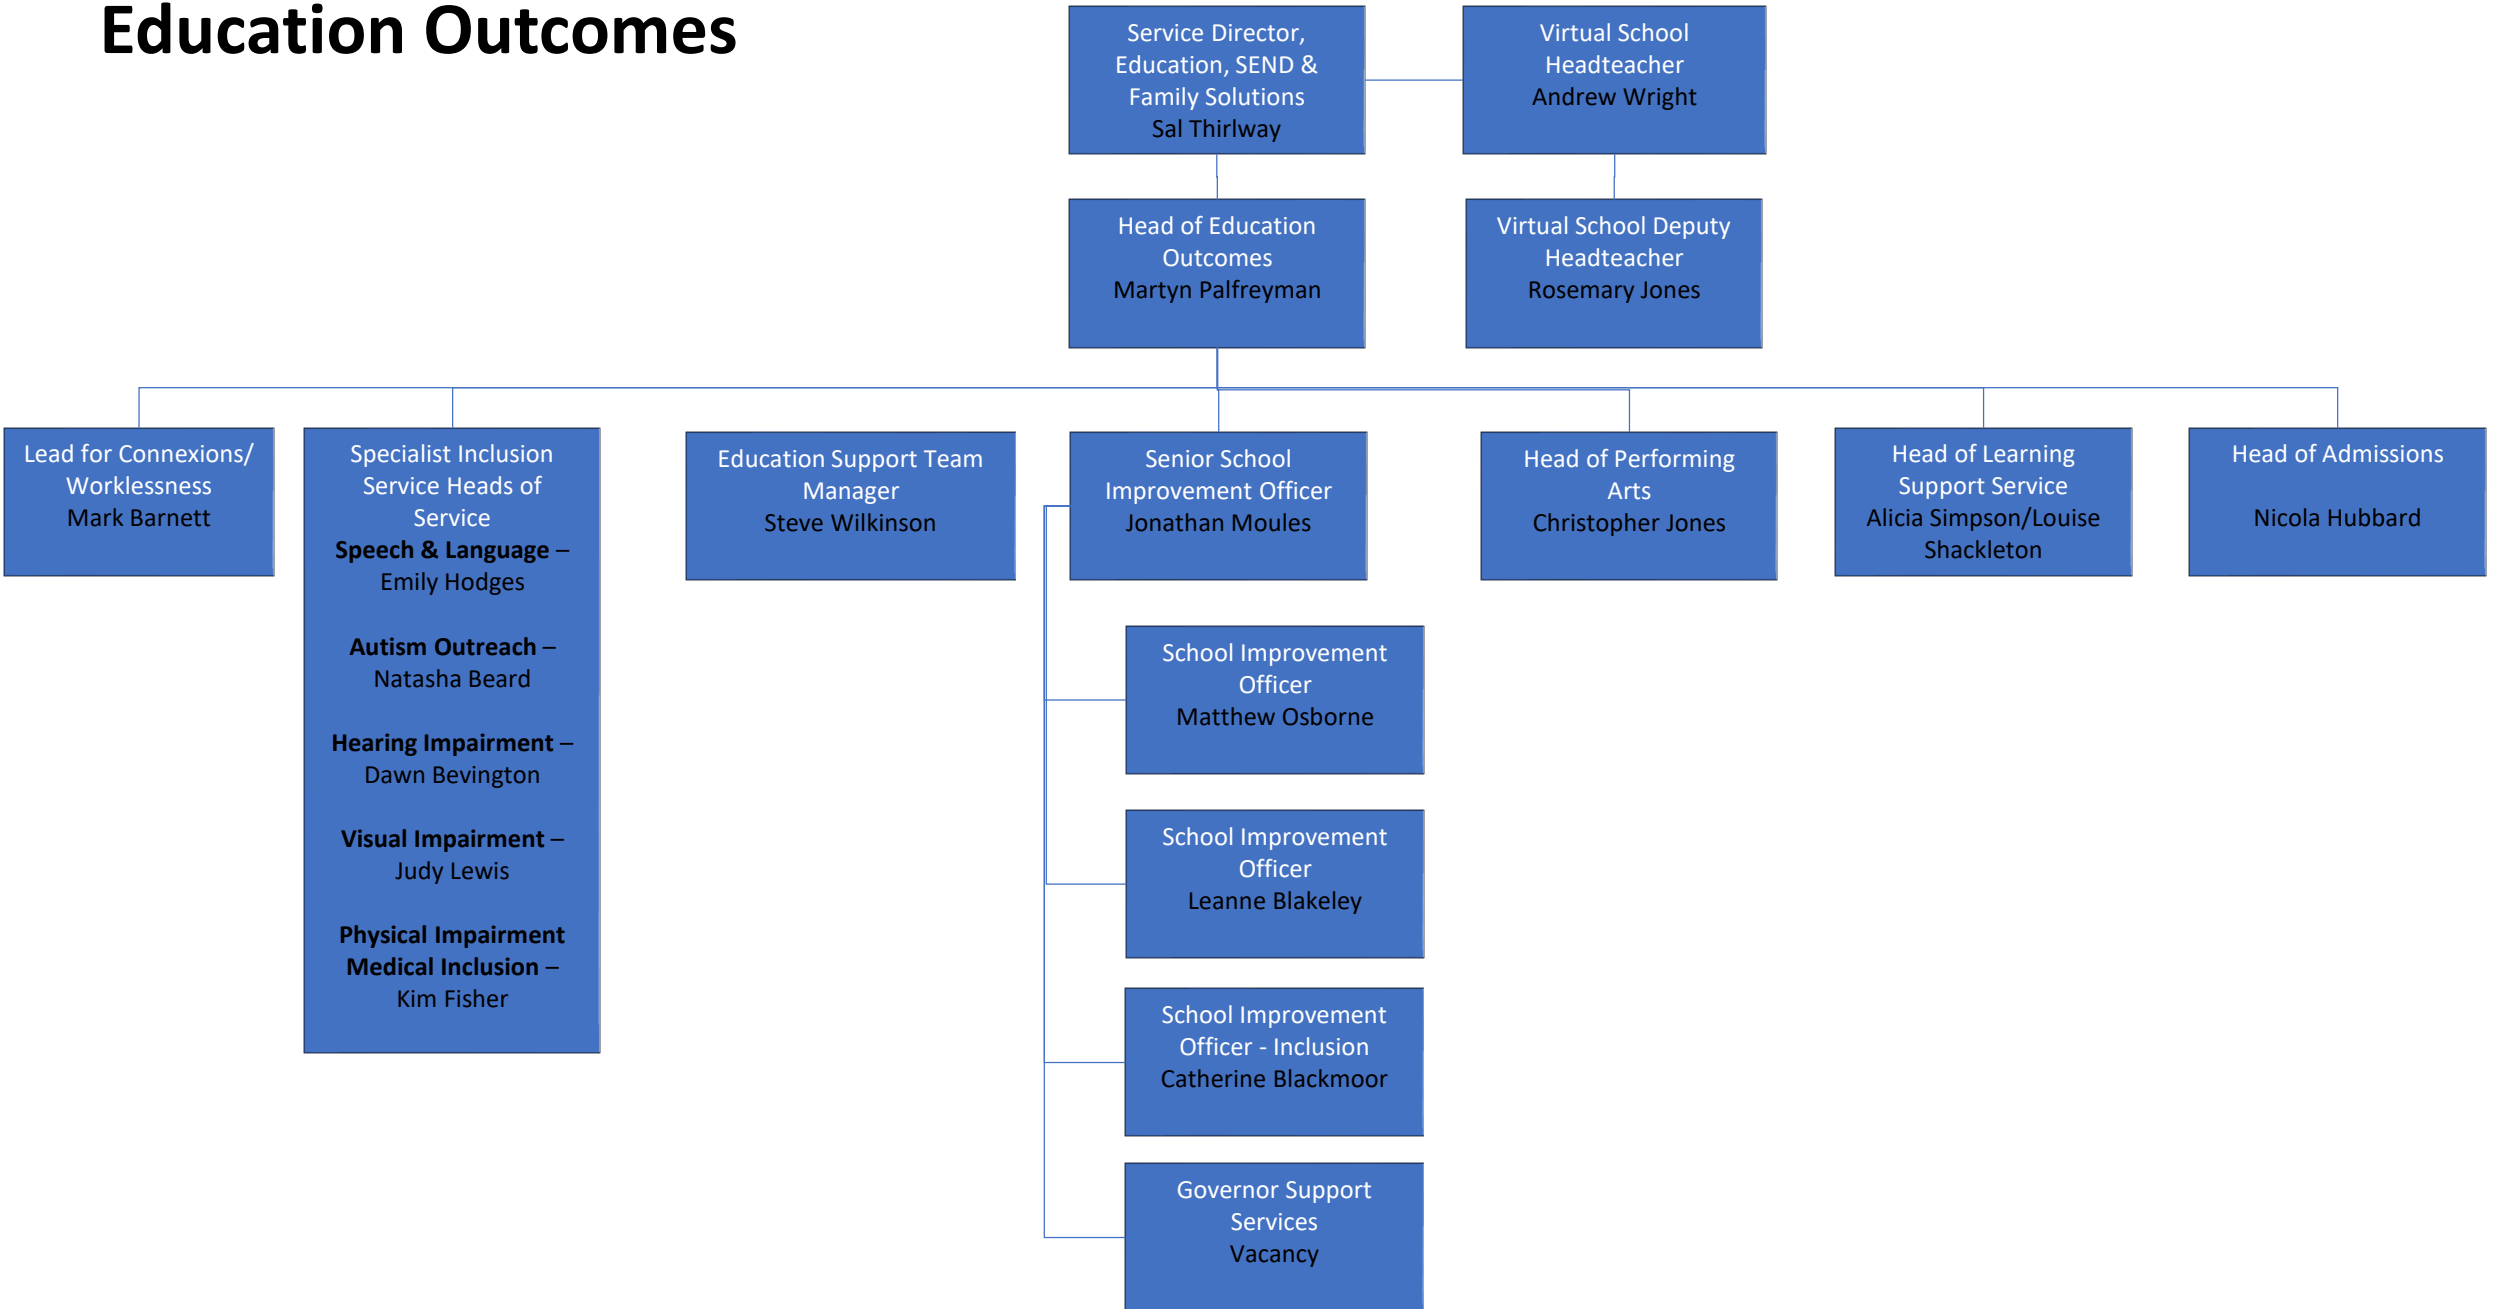 Education Outcomes
Service Director,
Education, SEND &
Family Solutions
Sal Thirlway
Virtual School
Headteacher
Andrew Wright
Head of Education
Outcomes
Martyn Palfreyman
Virtual School Deputy
Headteacher
Rosemary Jones
Lead for Connexions/
Worklessness
Mark Barnett
Specialist Inclusion
Service Heads of
Service
Speech & Language –
Emily Hodges
Autism Outreach –
Natasha Beard
Hearing Impairment –
Dawn Bevington
Visual Impairment –
Judy Lewis
Physical Impairment
Medical Inclusion –
Kim Fisher
Education Support Team
Manager
Steve Wilkinson
Senior School
Improvement Officer
Jonathan Moules
School Improvement
Officer
Matthew Osborne
School Improvement
Officer
Leanne Blakeley
School Improvement
Officer - Inclusion
Catherine Blackmoor
Governor Support
Services
Vacancy
Head of Performing
Arts
Christopher Jones
Head of Learning
Support Service
Alicia Simpson/Louise
Shackleton
Head of Admissions
Nicola Hubbard